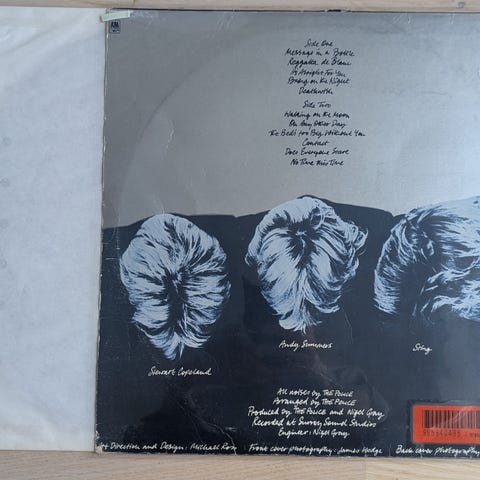 A&M
Side One
Message in a Bottle
Reggatta de Blanc
It's Alright For You
Bring on the Night
Deathwish
Side Two
Walking on the Moon
On Any Other Day
The Bed's too Big Without You
Contact
Does Everyone Stare
No Time This Time
Stewart Copeland
Andy Summers
Sting
All noises by THE POLICE
Arranged by THE POLICE
Produced by THE POLICE and Nigel Gray
Recorded at Surrey Sound Studios
Engineer: Nigel Gray.
Art Direction and Design: Michael Ross Front cover photography: James Wedge Back cover photography